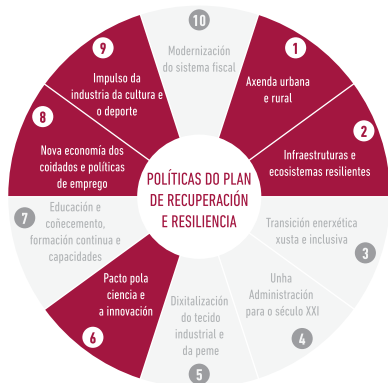 POLÍTICAS DO PLAN
DE RECUPERACIÓN
E RESILIENCIA
1
Axenda urbana
e rural
2
Infraestruturas e
ecosistemas resilientes
Transición enerxética
xusta e inclusiva
3
Unha
Administración
para o século XXI
4
Dixitalización
do tecido
industrial e
da peme
5
Pacto pola
ciencia e
a innovación
6
7
Educación e
coñecemento,
formación continua e
capacidades
8
Nova economía dos
coidados e políticas
de emprego
9
Impulso da
industria da cultura e
o deporte
10
Modernización
do sistema fiscal